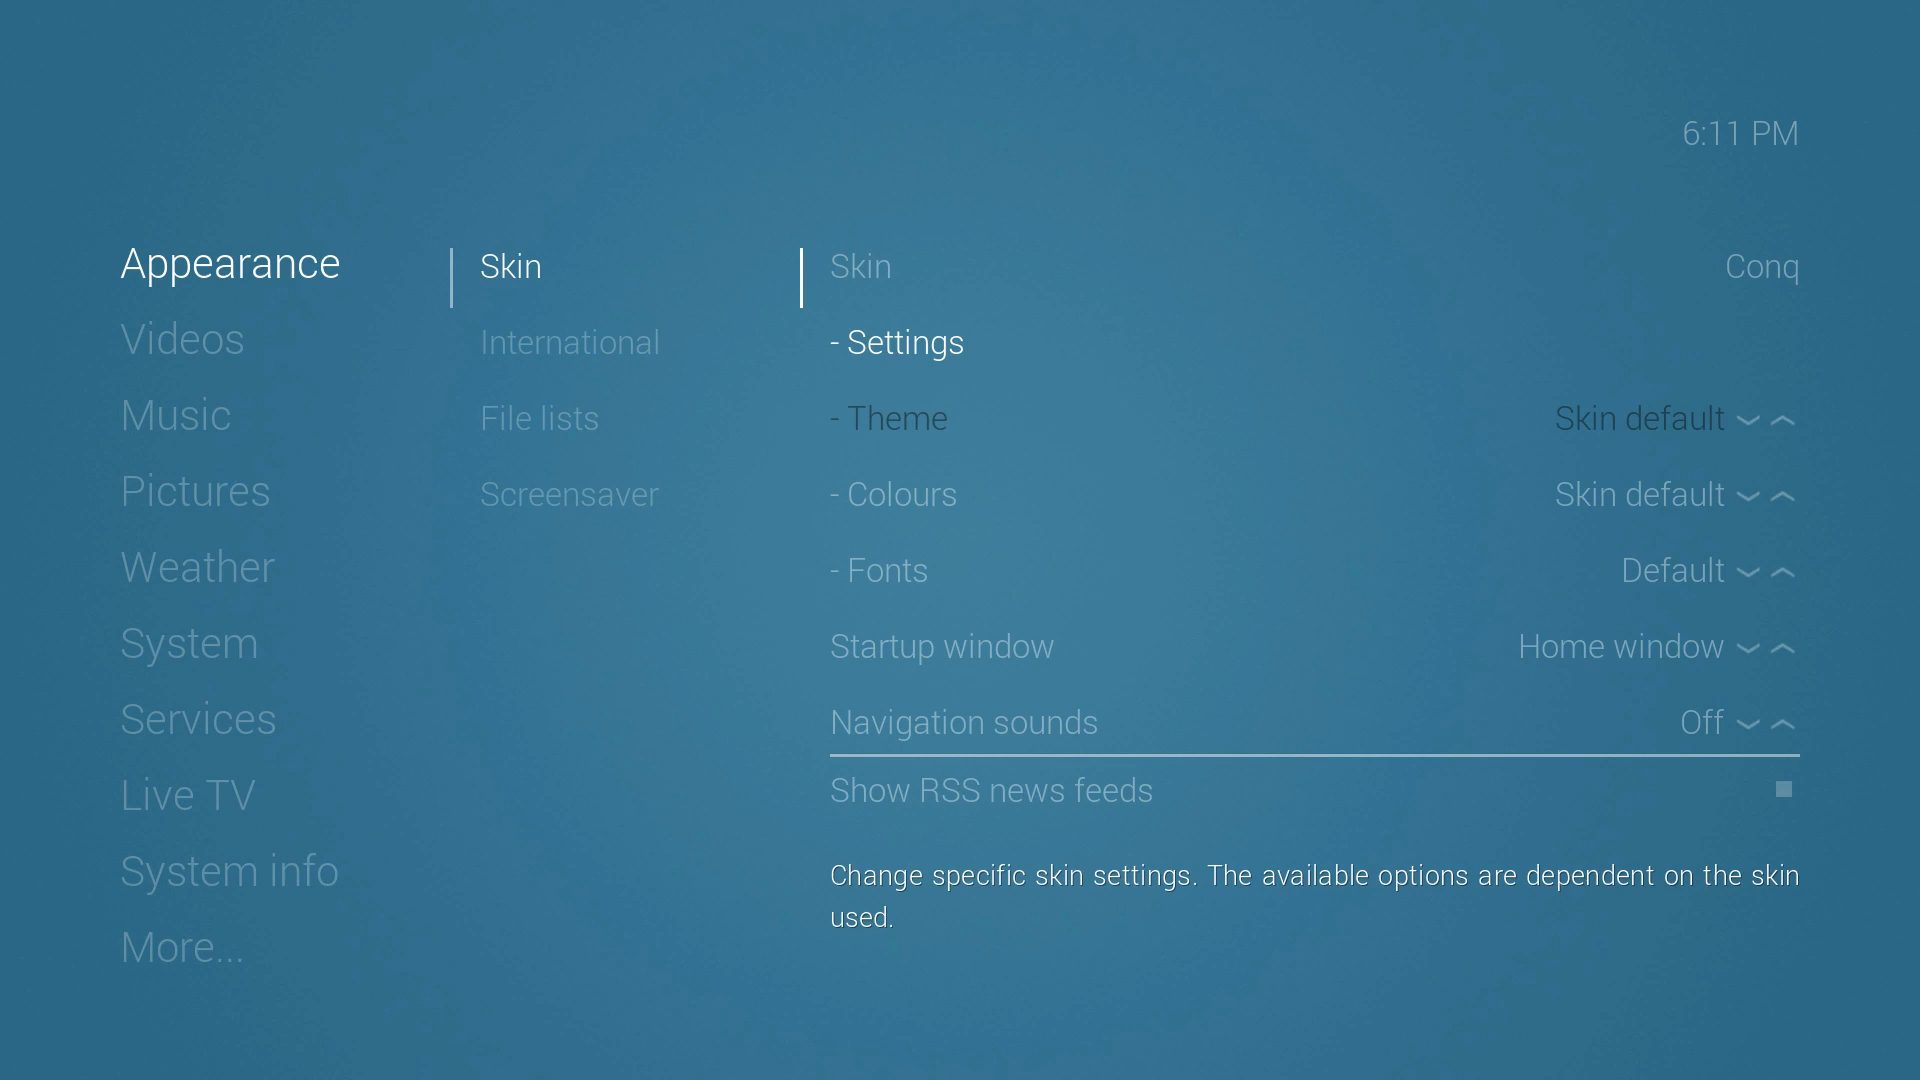 6:11 PM
Appearance
Videos
Music
Pictures
Weather
System
Services
Live TV
System info
More...
Skin
International
File lists
Screensaver
Skin Conq
- Settings
- Theme Skin default
- Colours Skin default
- Fonts Default
Startup window Home window
Navigation sounds Off
Show RSS news feeds
Change specific skin settings. The available options are dependent on the skin
used.